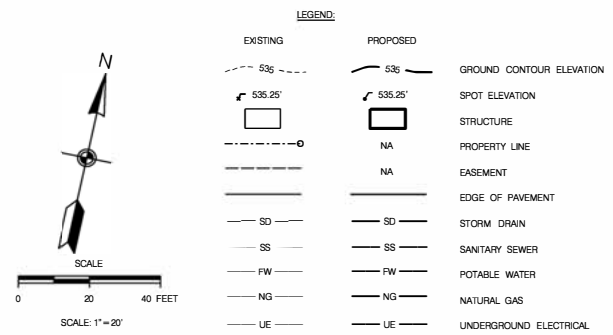 LEGEND:
EXISTING PROPOSED
535 535 GROUND CONTOUR ELEVATION
535.25' 535.25' SPOT ELEVATION
STRUCTURE
NA PROPERTY LINE
NA EASEMENT
EDGE OF PAVEMENT
SD SD STORM DRAIN
SS SS SANITARY SEWER
FW FW POTABLE WATER
NG NG NATURAL GAS
UE UE UNDERGROUND ELECTRICAL
N
SCALE
0 20 40 FEET
SCALE: 1"=20'